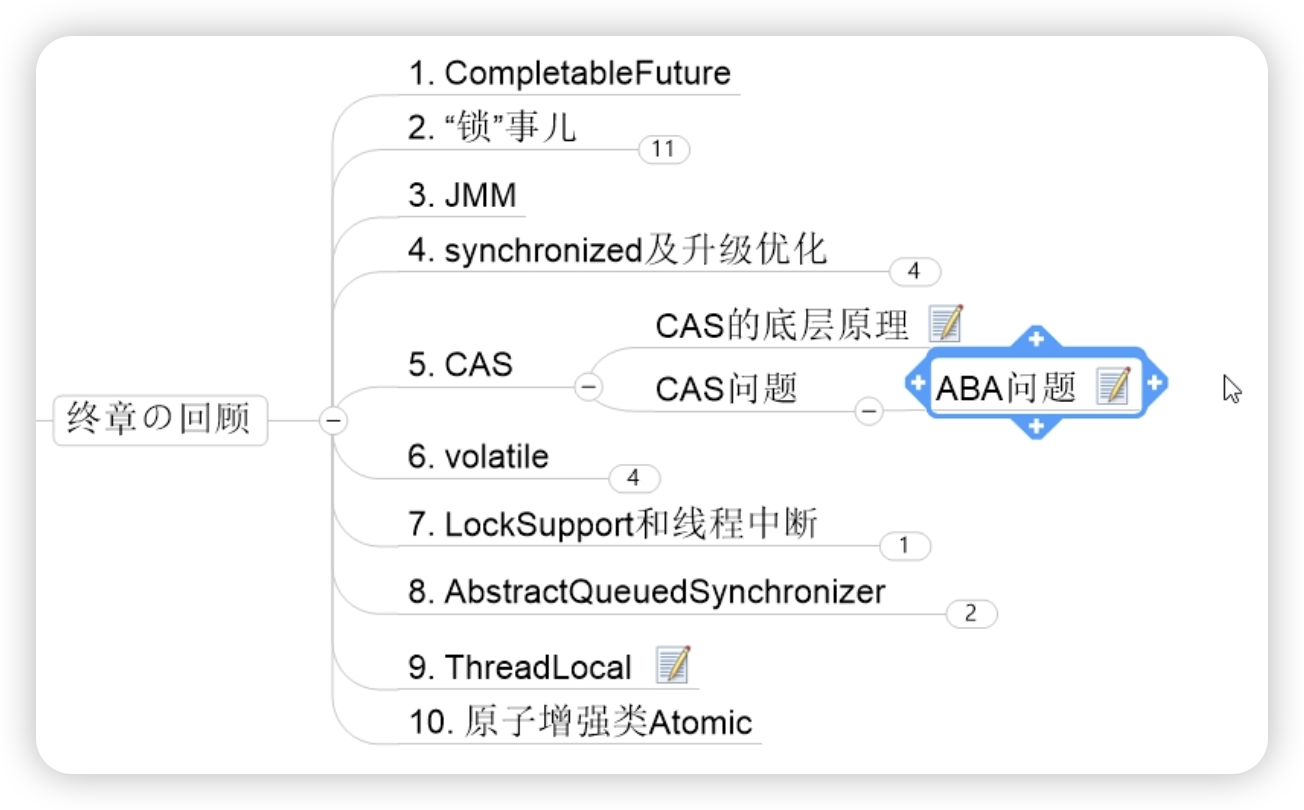 1. CompletableFuture
2. “锁”事儿
11
3. JMM
4. synchronized及升级优化
4
CAS的底层原理
5. CAS
CAS问题
ABA问题
终章の回顾
6. volatile
4
7. LockSupport和线程中断
1
8. AbstractQueuedSynchronizer
2
9. ThreadLocal
10. 原子增强类Atomic